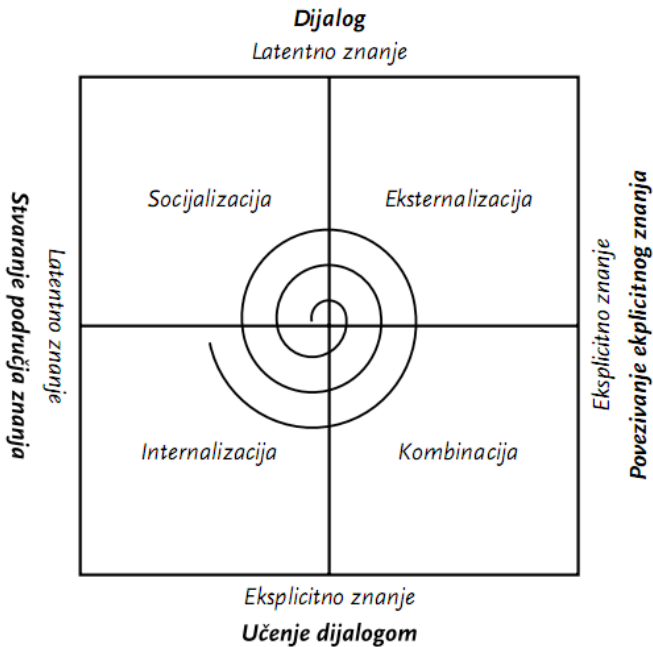 Dijalog
Latentno znanje
Socijalizacija
Eksternalizacija
Stvaranje područja znanja
Latentno znanje
Eksplicitno znanje
Povezivanje ekplicitnog znanja
Internalizacija
Kombinacija
Eksplicitno znanje
Učenje dijalogom